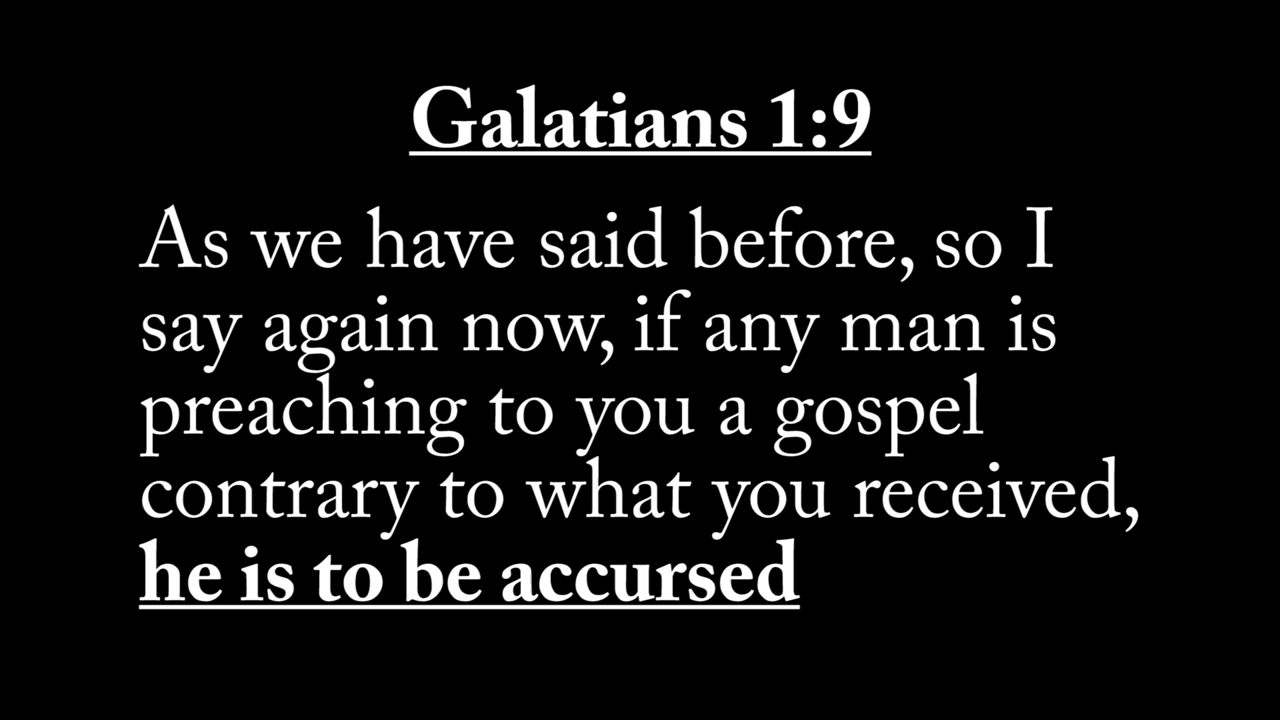 Galatians 1:9
As we have said before, so I
say again now, if any man is
preaching to you a gospel
contrary to what you received,
he is to be accursed